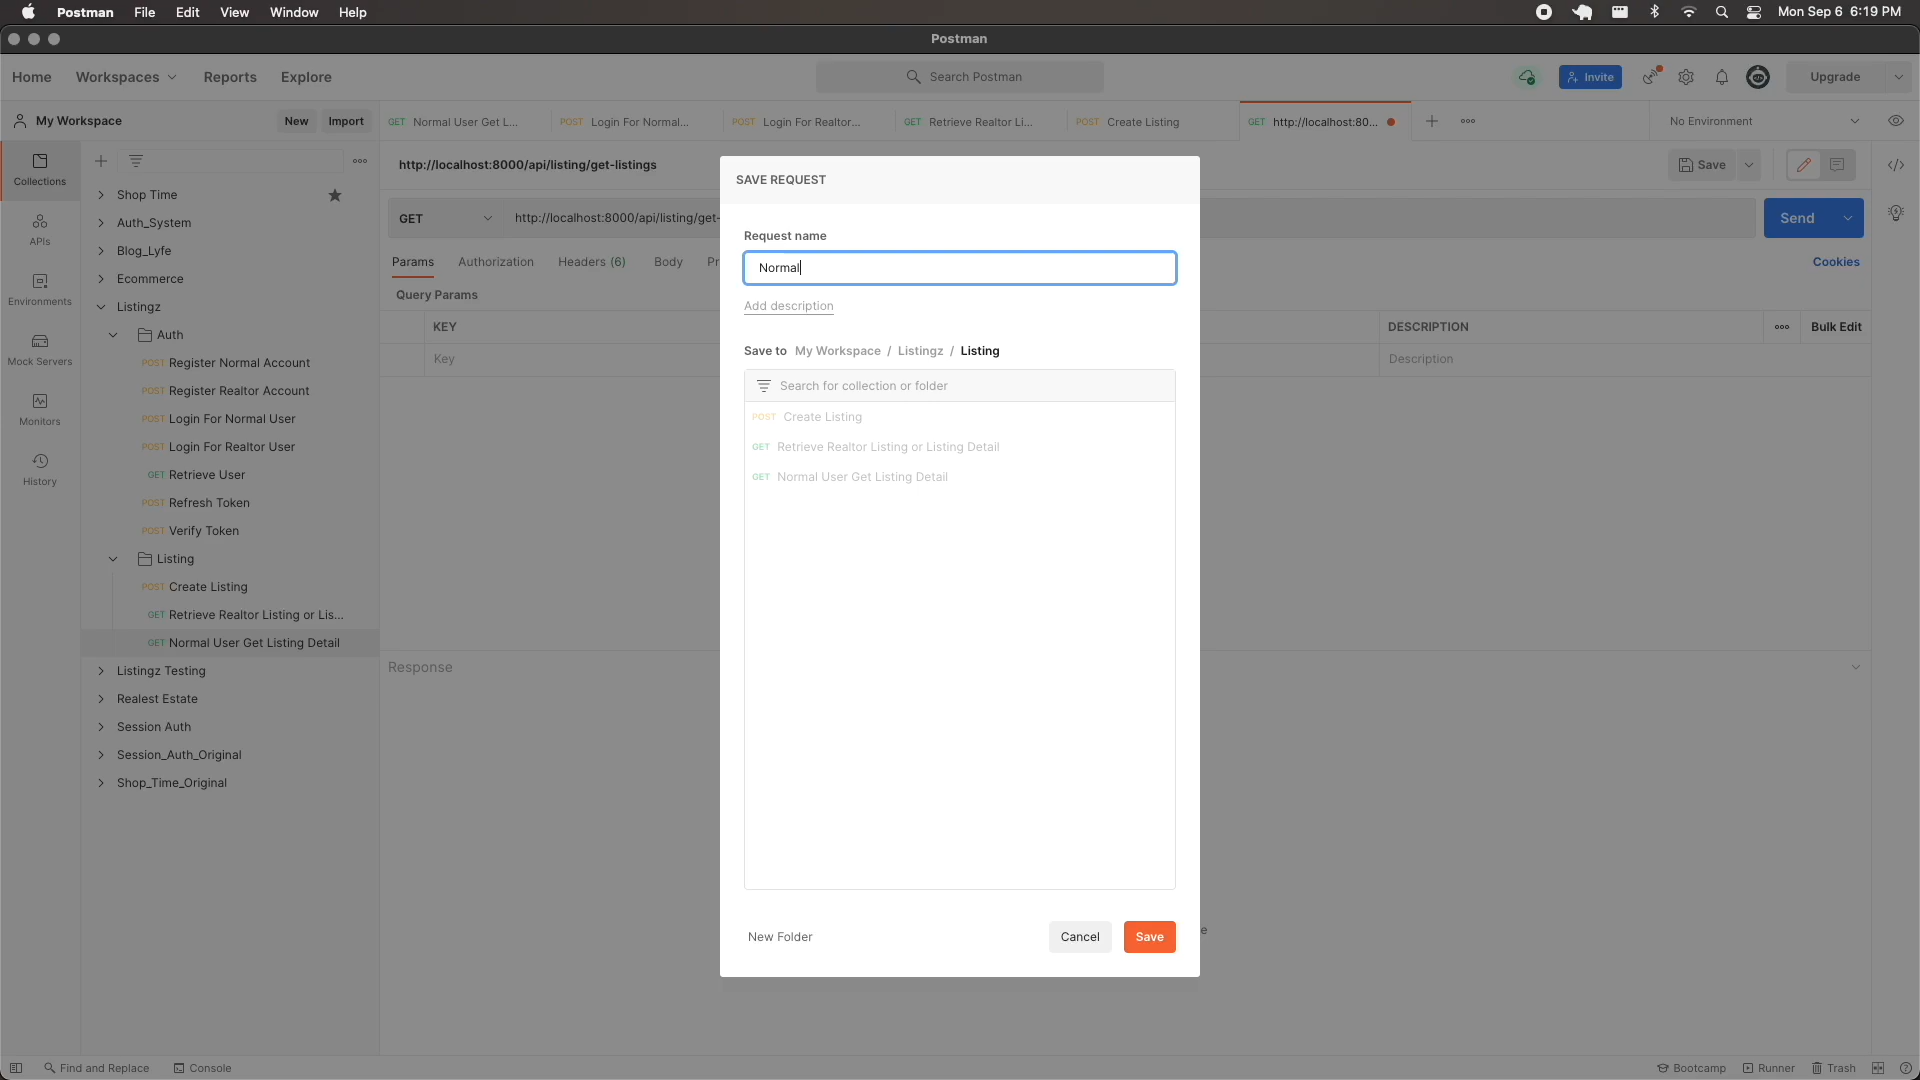 Postman File Edit View Window Help Mon Sep 6 6:19 PM
Postman
Home Workspaces Reports Explore Search Postman Invite Upgrade
My Workspace New Import GET Normal User Get L... POST Login For Normal... POST Login For Realtor... GET Retrieve Realtor Li... POST Create Listing GET http://localhost:80... No Environment
Collections
APIs
Environments
Mock Servers
Monitors
History
Shop Time
Auth_System
Blog_Lyfe
Ecommerce
Listingz
Auth
POST Register Normal Account
POST Register Realtor Account
POST Login For Normal User
POST Login For Realtor User
GET Retrieve User
POST Refresh Token
POST Verify Token
Listing
POST Create Listing
GET Retrieve Realtor Listing or Lis...
GET Normal User Get Listing Detail
Listingz Testing
Realest Estate
Session Auth
Session_Auth_Original
Shop_Time_Original
http://localhost:8000/api/listing/get-listings Save
GET http://localhost:8000/api/listing/get- Send
Params Authorization Headers (6) Body Pr Cookies
Query Params
KEY DESCRIPTION Bulk Edit
Key Description
Response
SAVE REQUEST
Request name
Normal
Add description
Save to My Workspace / Listingz / Listing
Search for collection or folder
POST Create Listing
GET Retrieve Realtor Listing or Listing Detail
GET Normal User Get Listing Detail
New Folder Cancel Save
e
Find and Replace Console Bootcamp Runner Trash